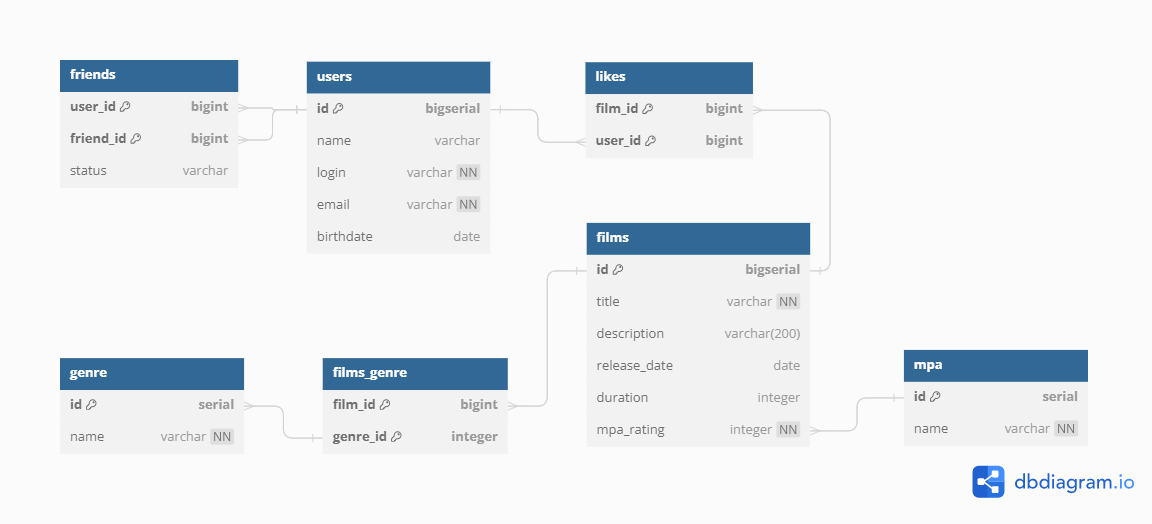 friends
user_id bigint
friend_id bigint
status varchar
users
id bigserial
name varchar
login varchar NN
email varchar NN
birthdate date
likes
film_id bigint
user_id bigint
films
id bigserial
title varchar NN
description varchar(200)
release_date date
duration integer
mpa_rating integer NN
genre
id serial
name varchar NN
films_genre
film_id bigint
genre_id integer
mpa
id serial
name varchar NN
dbdiagram.io